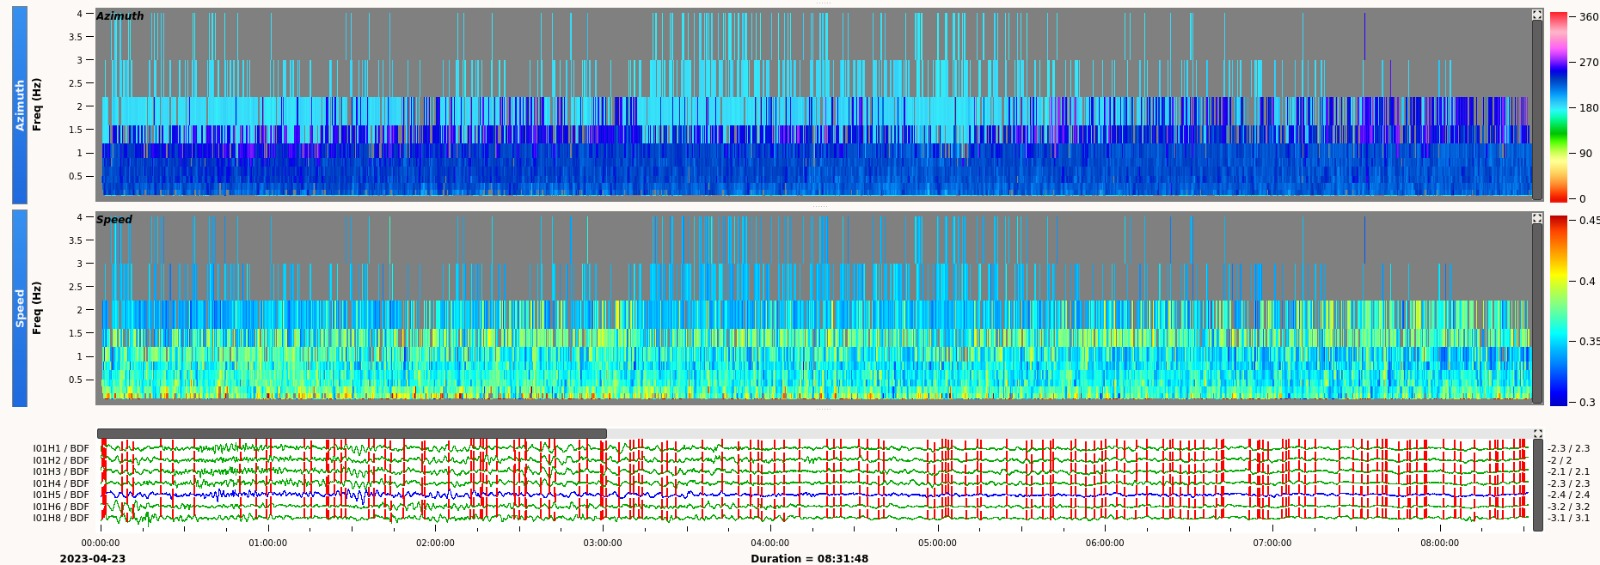 Azimuth
Freq (Hz)
Azimuth
4
3.5
3
2.5
2
1.5
1
0.5
360
270
180
90
0
Speed
Freq (Hz)
Speed
4
3.5
3
2.5
2
1.5
1
0.5
0.45
0.4
0.35
0.3
I01H1 / BDF -2.3 / 2.3
I01H2 / BDF -2 / 2
I01H3 / BDF -2.1 / 2.1
I01H4 / BDF -2.3 / 2.3
I01H5 / BDF -2.4 / 2.4
I01H6 / BDF -3.2 / 3.2
I01H8 / BDF -3.1 / 3.1
00:00:00 01:00:00 02:00:00 03:00:00 04:00:00 05:00:00 06:00:00 07:00:00 08:00:00
2023-04-23 Duration = 08:31:48